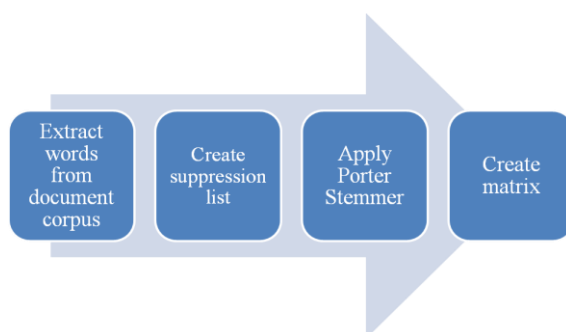 Extract
words
from
document
corpus
Create
suppression
list
Apply
Porter
Stemmer
Create
matrix